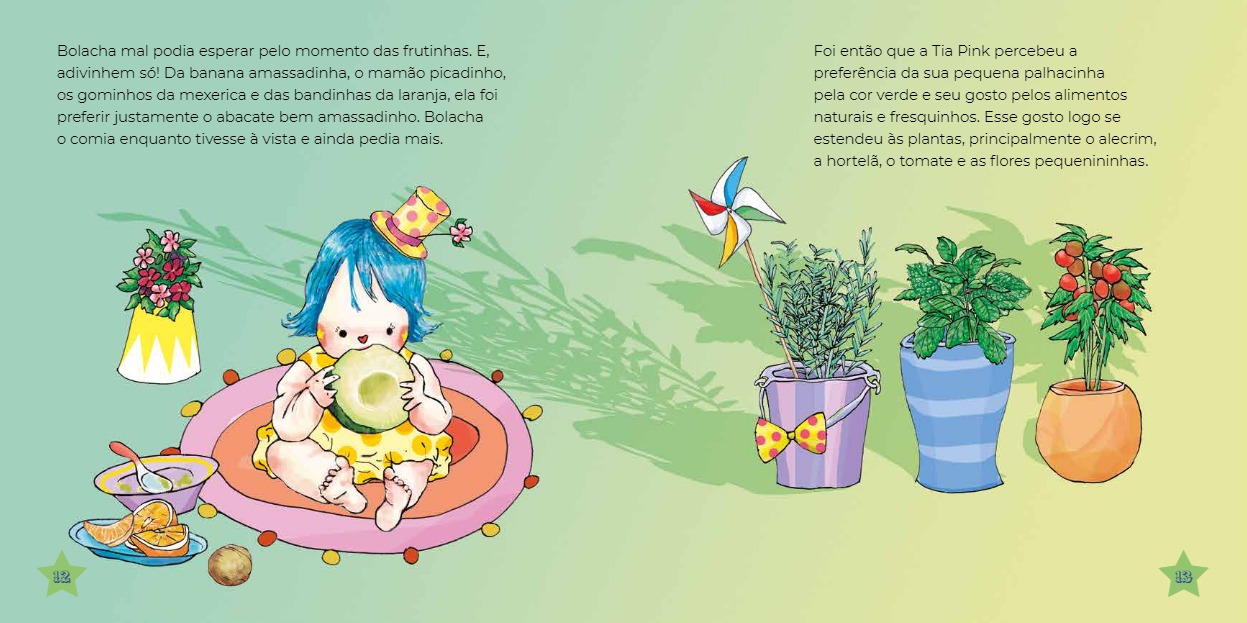 Bolacha mal podia esperar pelo momento das frutinhas. E,
adivinhem só! Da banana amassadinha, o mamão picadinho,
os gominhos da mexerica e das bandinhas da laranja, ela foi
preferir justamente o abacate bem amassadinho. Bolacha
o comia enquanto tivesse à vista e ainda pedia mais.
Foi então que a Tia Pink percebeu a
preferência da sua pequena palhacinha
pela cor verde e seu gosto pelos alimentos
naturais e fresquinhos. Esse gosto logo se
estendeu às plantas, principalmente o alecrim,
a hortelã, o tomate e as flores pequenininhas.
12
13